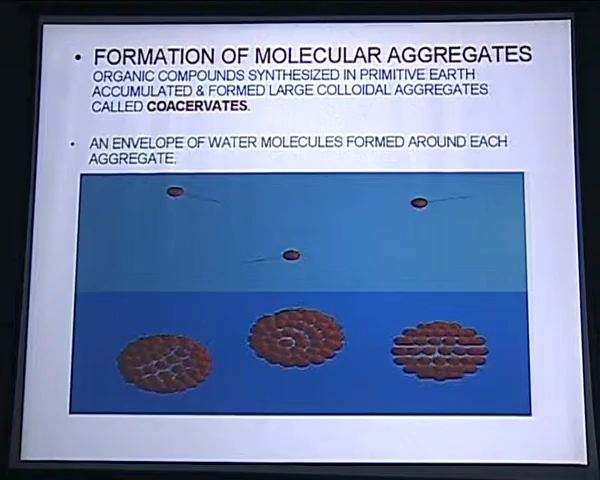 • FORMATION OF MOLECULAR AGGREGATES
ORGANIC COMPOUNDS SYNTHESIZED IN PRIMITIVE EARTH
ACCUMULATED & FORMED LARGE COLLOIDAL AGGREGATES
CALLED COACERVATES.
• AN ENVELOPE OF WATER MOLECULES FORMED AROUND EACH
AGGREGATE.